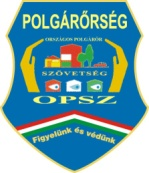 POLGÁRŐRSÉG
ORSZÁGOS POLGÁRŐR
SZÖVETSÉG
OPSZ
Figyelünk és védünk